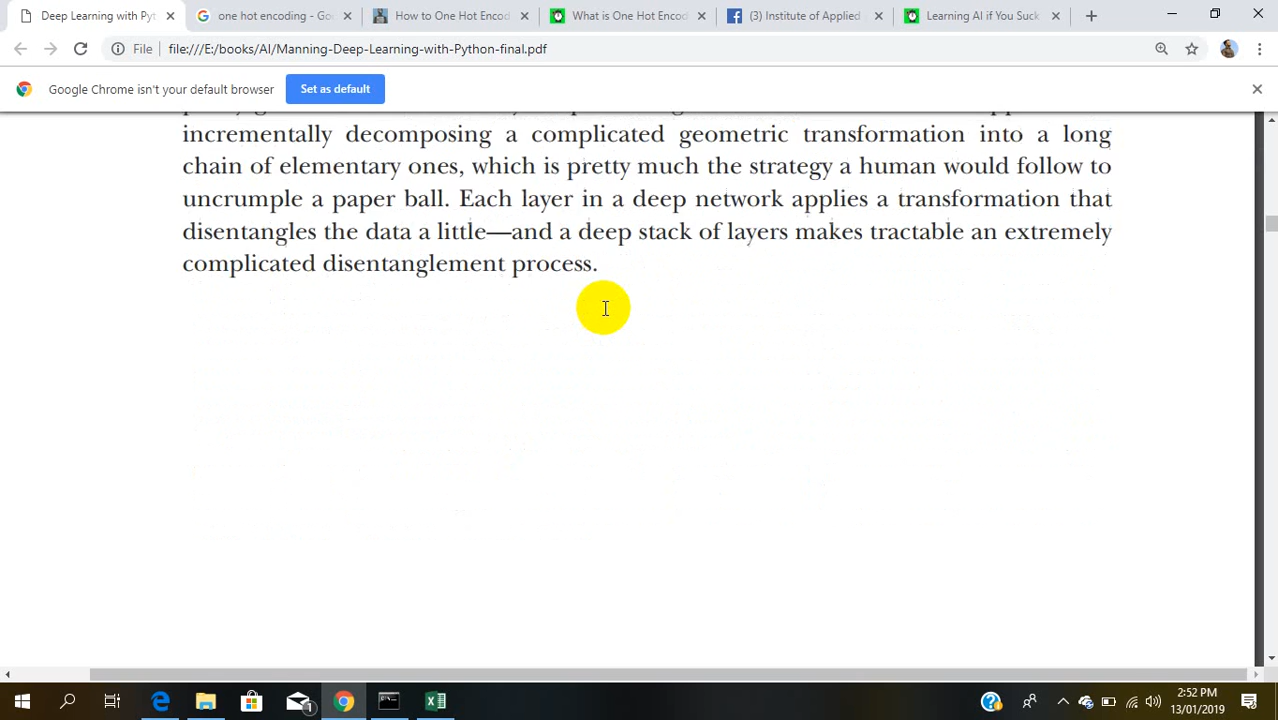 Deep Learning with Pyt
one hot encoding - Go
How to One Hot Encod
What is One Hot Encod
(3) Institute of Applied
Learning AI if You Suck
File
file:///E:/books/AI/Manning-Deep-Learning-with-Python-final.pdf
Google Chrome isn't your default browser
Set as default
incrementally decomposing a complicated geometric transformation into a long
chain of elementary ones, which is pretty much the strategy a human would follow to
uncrumple a paper ball. Each layer in a deep network applies a transformation that
disentangles the data a little—and a deep stack of layers makes tractable an extremely
complicated disentanglement process.
1
2:52 PM
13/01/2019